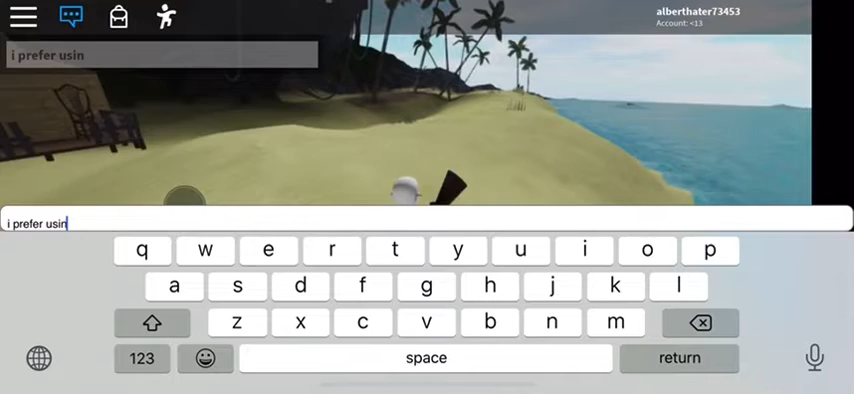 alberthater73453
Account: <13
i prefer usin
i prefer usin
q w e r t y u i o p
a s d f g h j k l
z x c v b n m
123 space return